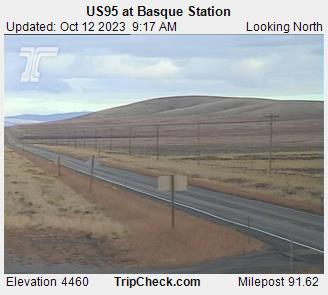 US95 at Basque Station
Updated: Oct 12 2023 9:17 AM Looking North
Elevation 4460 TripCheck.com Milepost 91.62